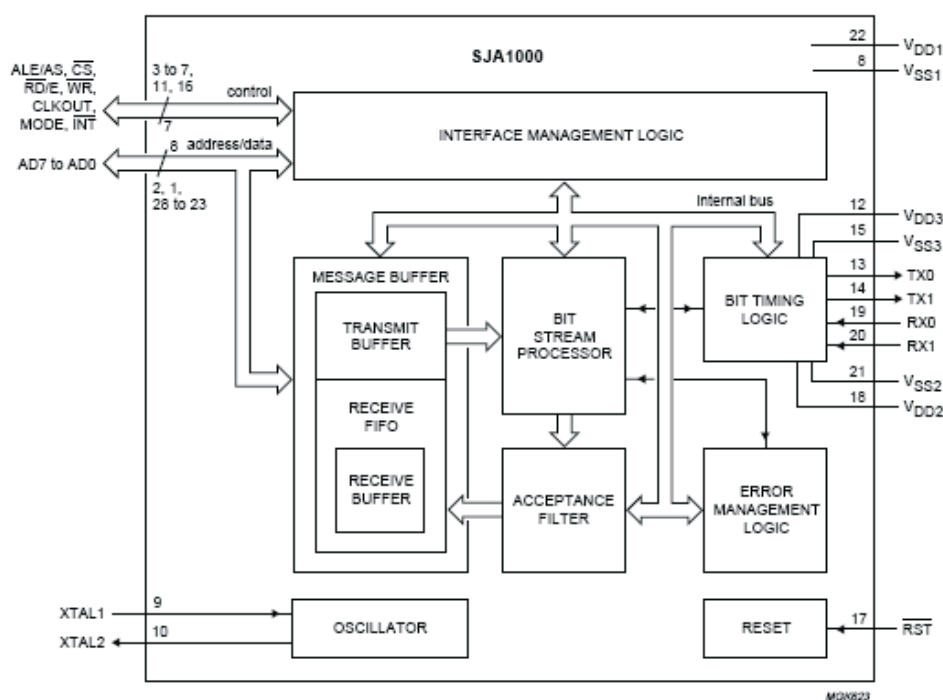 SJA1000
22
VDD1
8
VSS1
ALE/AS, CS,
RD/E, WR,
CLKOUT,
MODE, INT
3 to 7,
11, 16
control
7
AD7 to AD0
8
address/data
2, 1,
28 to 23
INTERFACE MANAGEMENT LOGIC
Internal bus
12
VDD3
15
VSS3
13
TX0
14
TX1
19
RX0
20
RX1
21
VSS2
18
VDD2
MESSAGE BUFFER
TRANSMIT
BUFFER
RECEIVE
FIFO
RECEIVE
BUFFER
BIT
STREAM
PROCESSOR
BIT TIMING
LOGIC
ACCEPTANCE
FILTER
ERROR
MANAGEMENT
LOGIC
XTAL1
9
XTAL2
10
OSCILLATOR
RESET
17
RST
MGK623